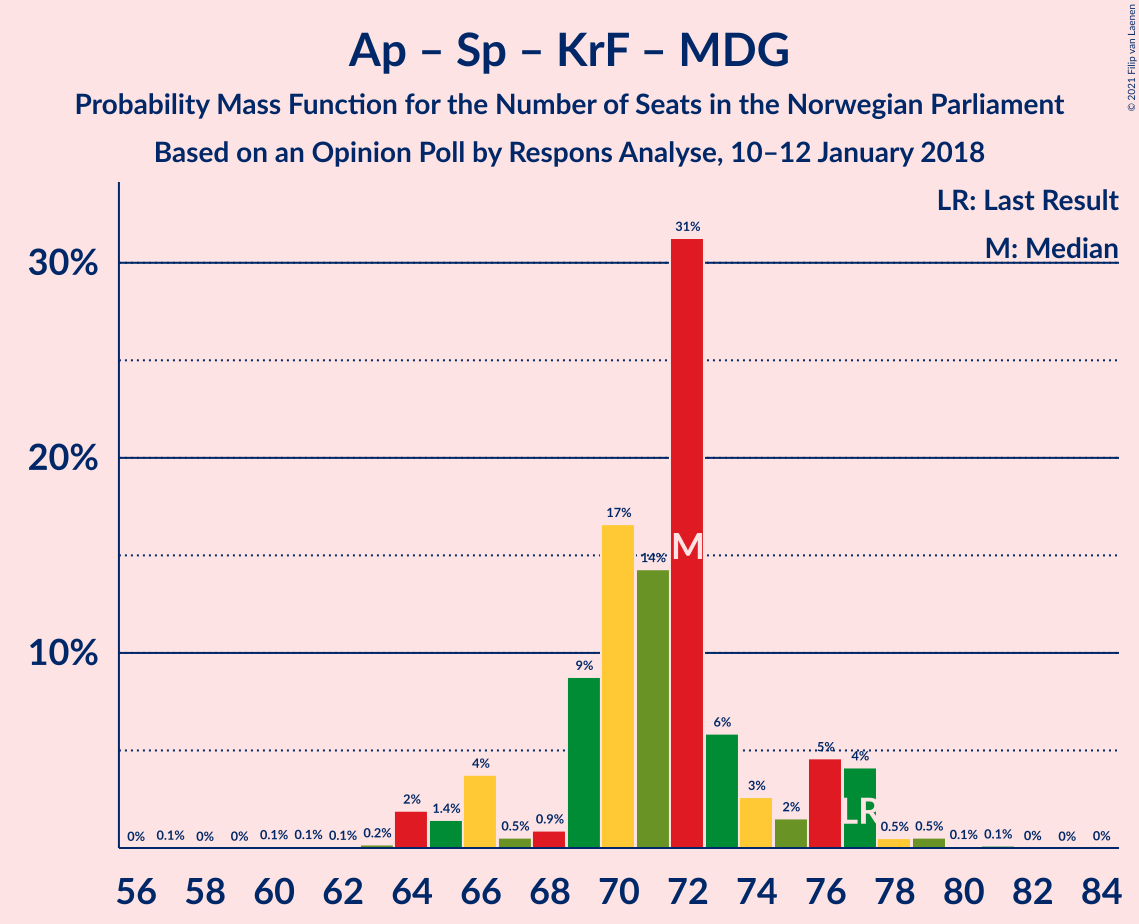 Ap – Sp – KrF – MDG
Probability Mass Function for the Number of Seats in the Norwegian Parliament
Based on an Opinion Poll by Respons Analyse, 10–12 January 2018
© 2021 Filip van Laenen
LR: Last Result
M: Median
30%
20%
10%
0% 0.1% 0% 0% 0.1% 0.1% 0.1% 0.2% 2% 1.4% 4% 0.5% 0.9% 9% 17% 14% 31% 6% 3% 2% 5% 4% 0.5% 0.5% 0.1% 0.1% 0% 0% 0%
M
LR
56 58 60 62 64 66 68 70 72 74 76 78 80 82 84